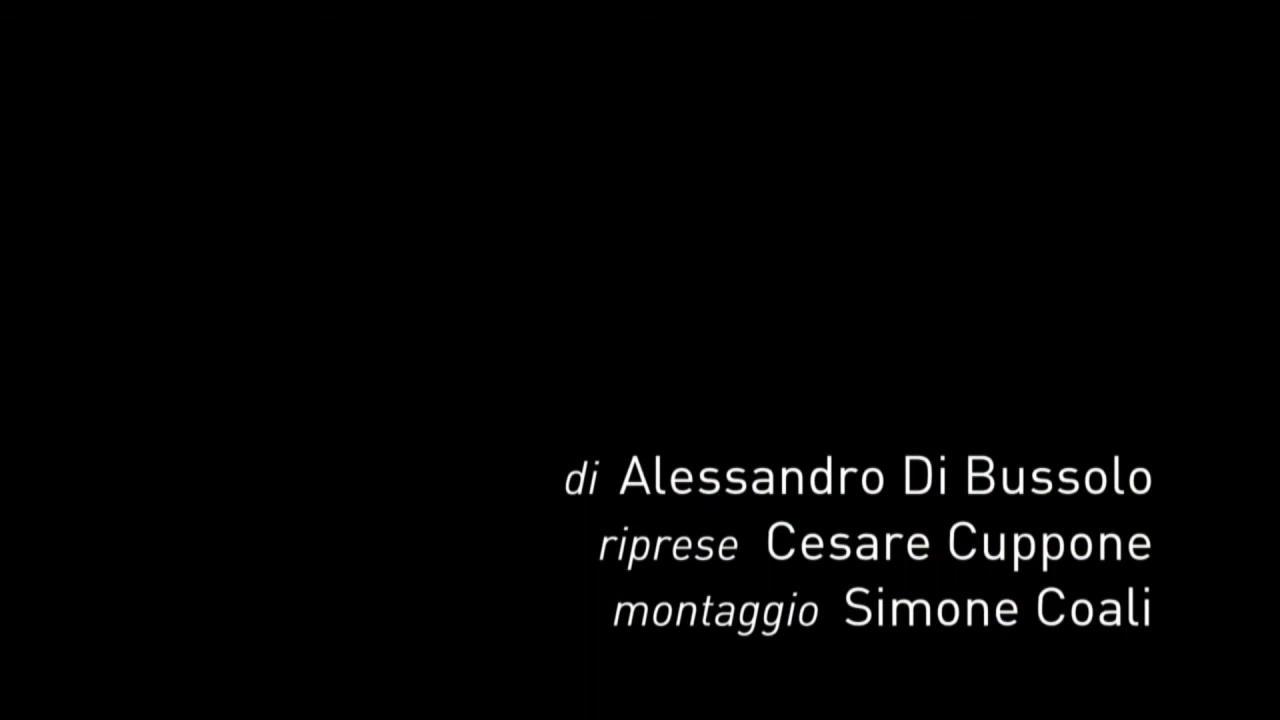 di Alessandro Di Bussolo
riprese Cesare Cuppone
montaggio Simone Coali